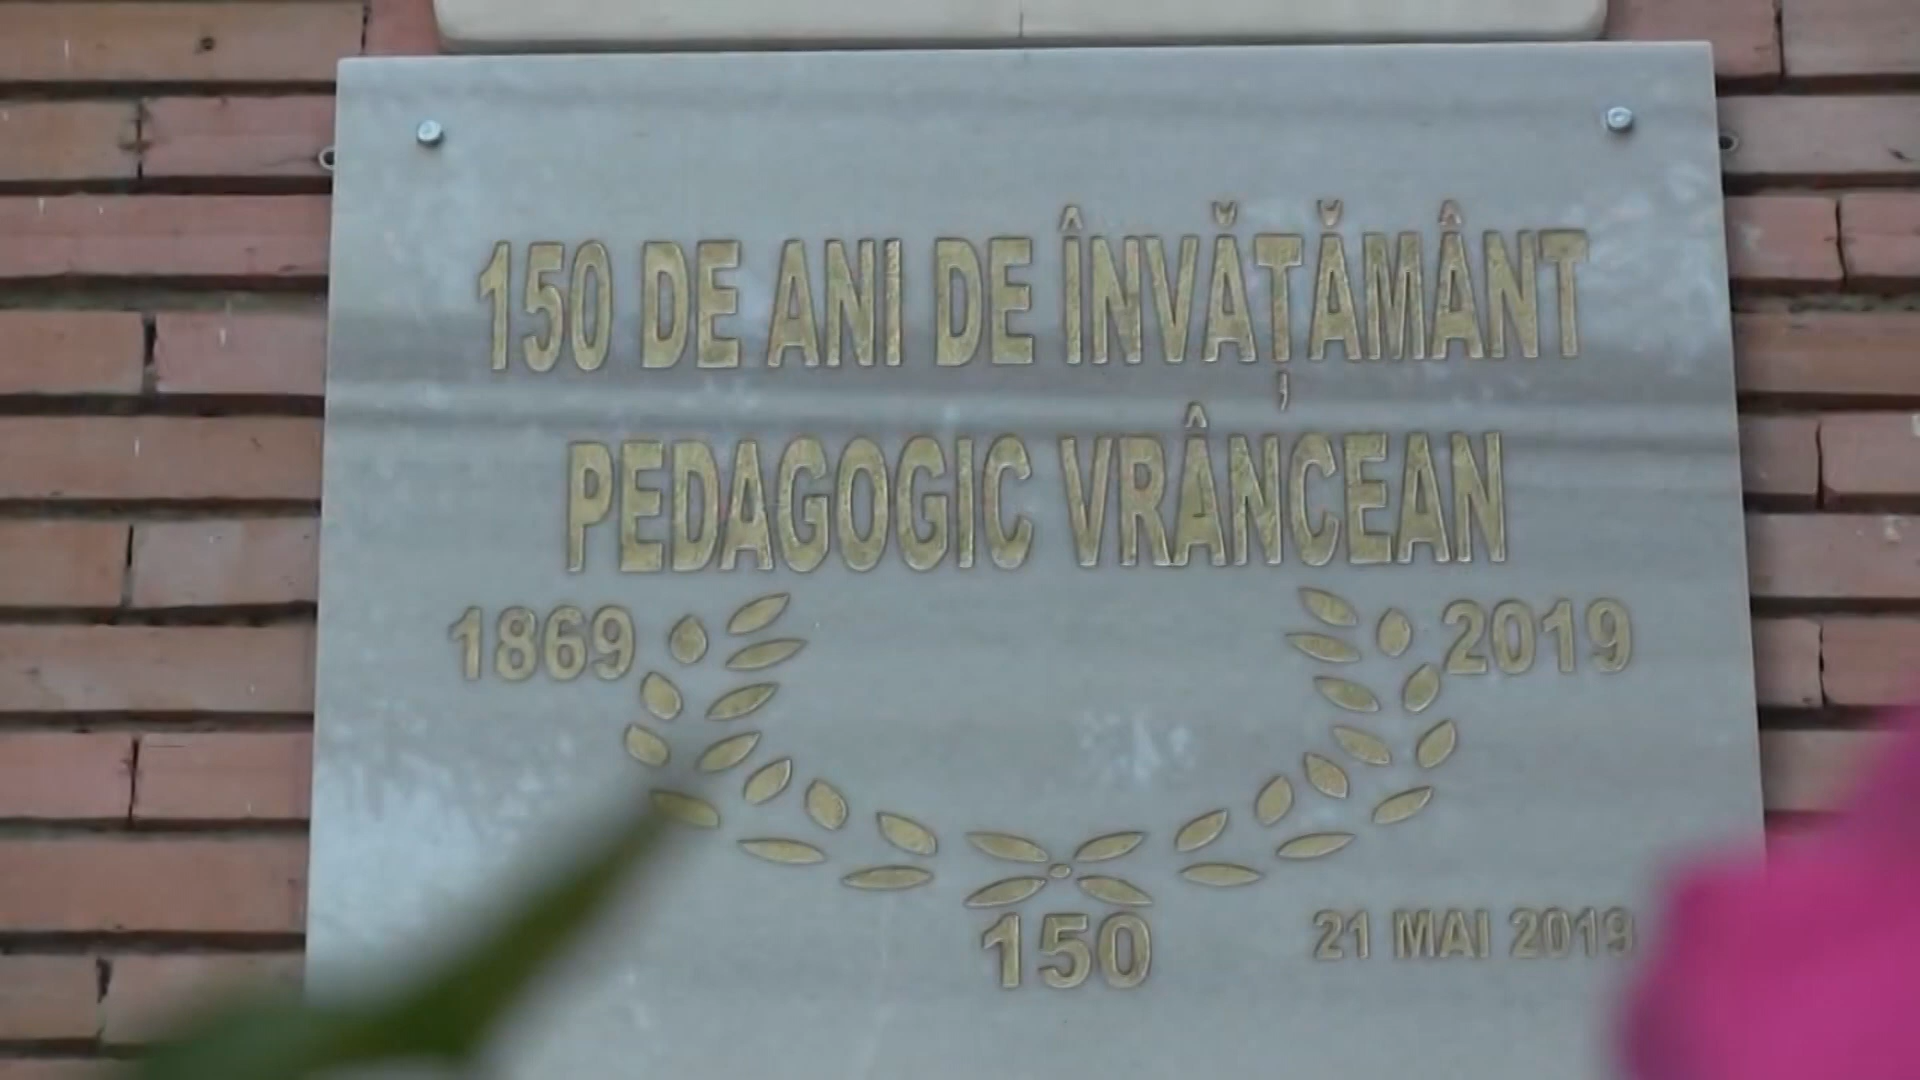 150 DE ANI DE ÎNVĂȚĂMÂNT
PEDAGOGIC VRÂNCEAN
1869 2019
150
21 MAI 2019